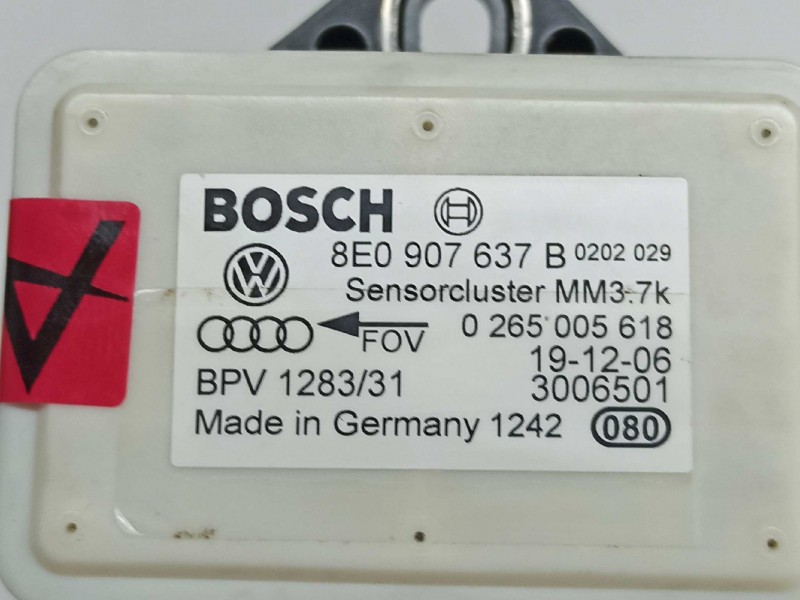 BOSCH
8E0 907 637 B 0202 029
Sensorcluster MM3.7k
FOV 0 265 005 618
19-12-06
BPV 1283/31 3006501
Made in Germany 1242 080